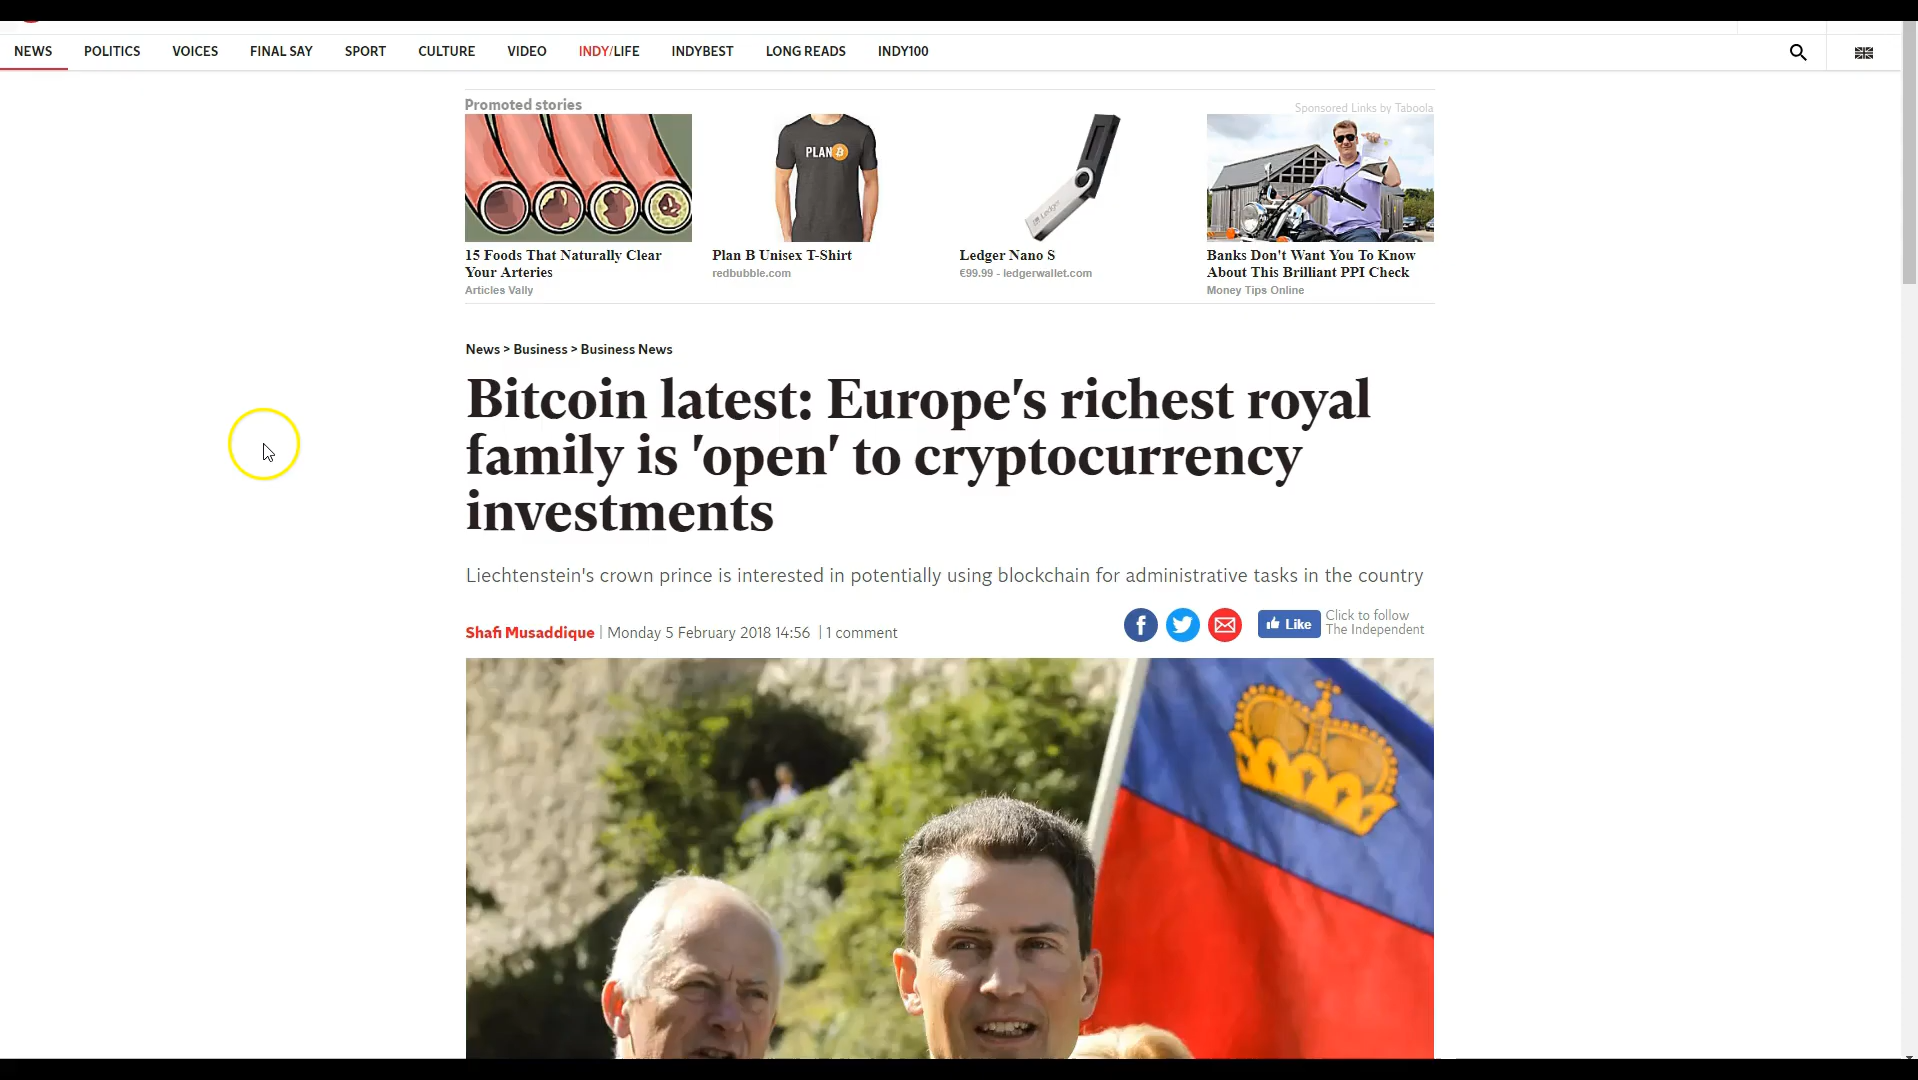 NEWS POLITICS VOICES FINAL SAY SPORT CULTURE VIDEO INDY/LIFE INDYBEST LONG READS INDY100
Promoted stories
Sponsored Links by Taboola
PLAN B
Ledger
15 Foods That Naturally Clear
Your Arteries
Articles Vally
Plan B Unisex T-Shirt
redbubble.com
Ledger Nano S
€99.99 - ledgerwallet.com
Banks Don't Want You To Know
About This Brilliant PPI Check
Money Tips Online
News > Business > Business News
Bitcoin latest: Europe's richest royal
family is 'open' to cryptocurrency
investments
Liechtenstein's crown prince is interested in potentially using blockchain for administrative tasks in the country
Shafi Musaddique | Monday 5 February 2018 14:56 | 1 comment
Like
Click to follow
The Independent